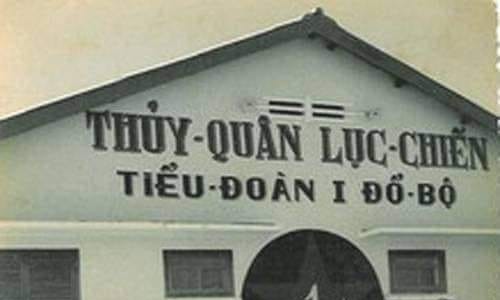 THỦY-QUÂN LỤC-CHIẾN
TIỂU-ĐOÀN I ĐỔ-BỘ